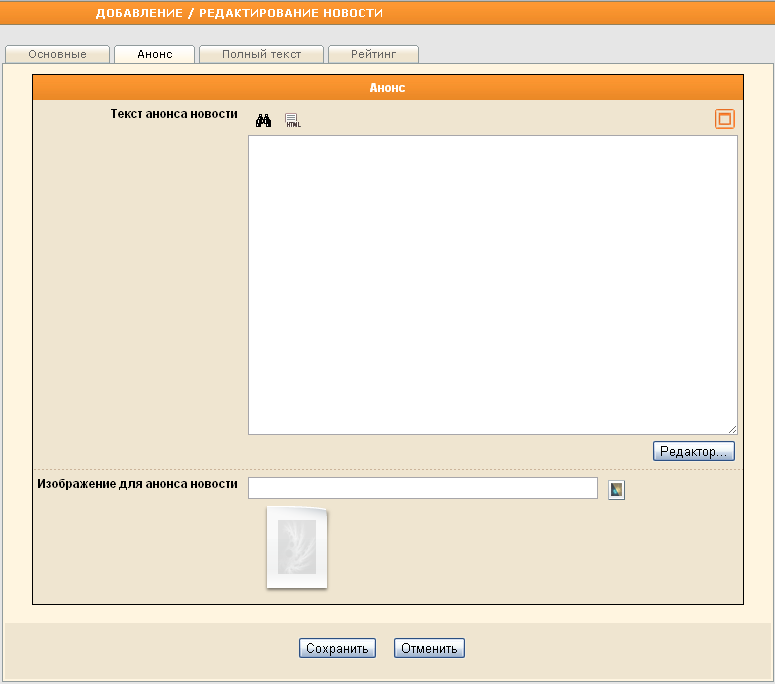 ДОБАВЛЕНИЕ / РЕДАКТИРОВАНИЕ НОВОСТИ
Основные Анонс Полный текст Рейтинг
Анонс
Текст анонса новости
HTML
Редактор...
Изображение для анонса новости
Сохранить Отменить